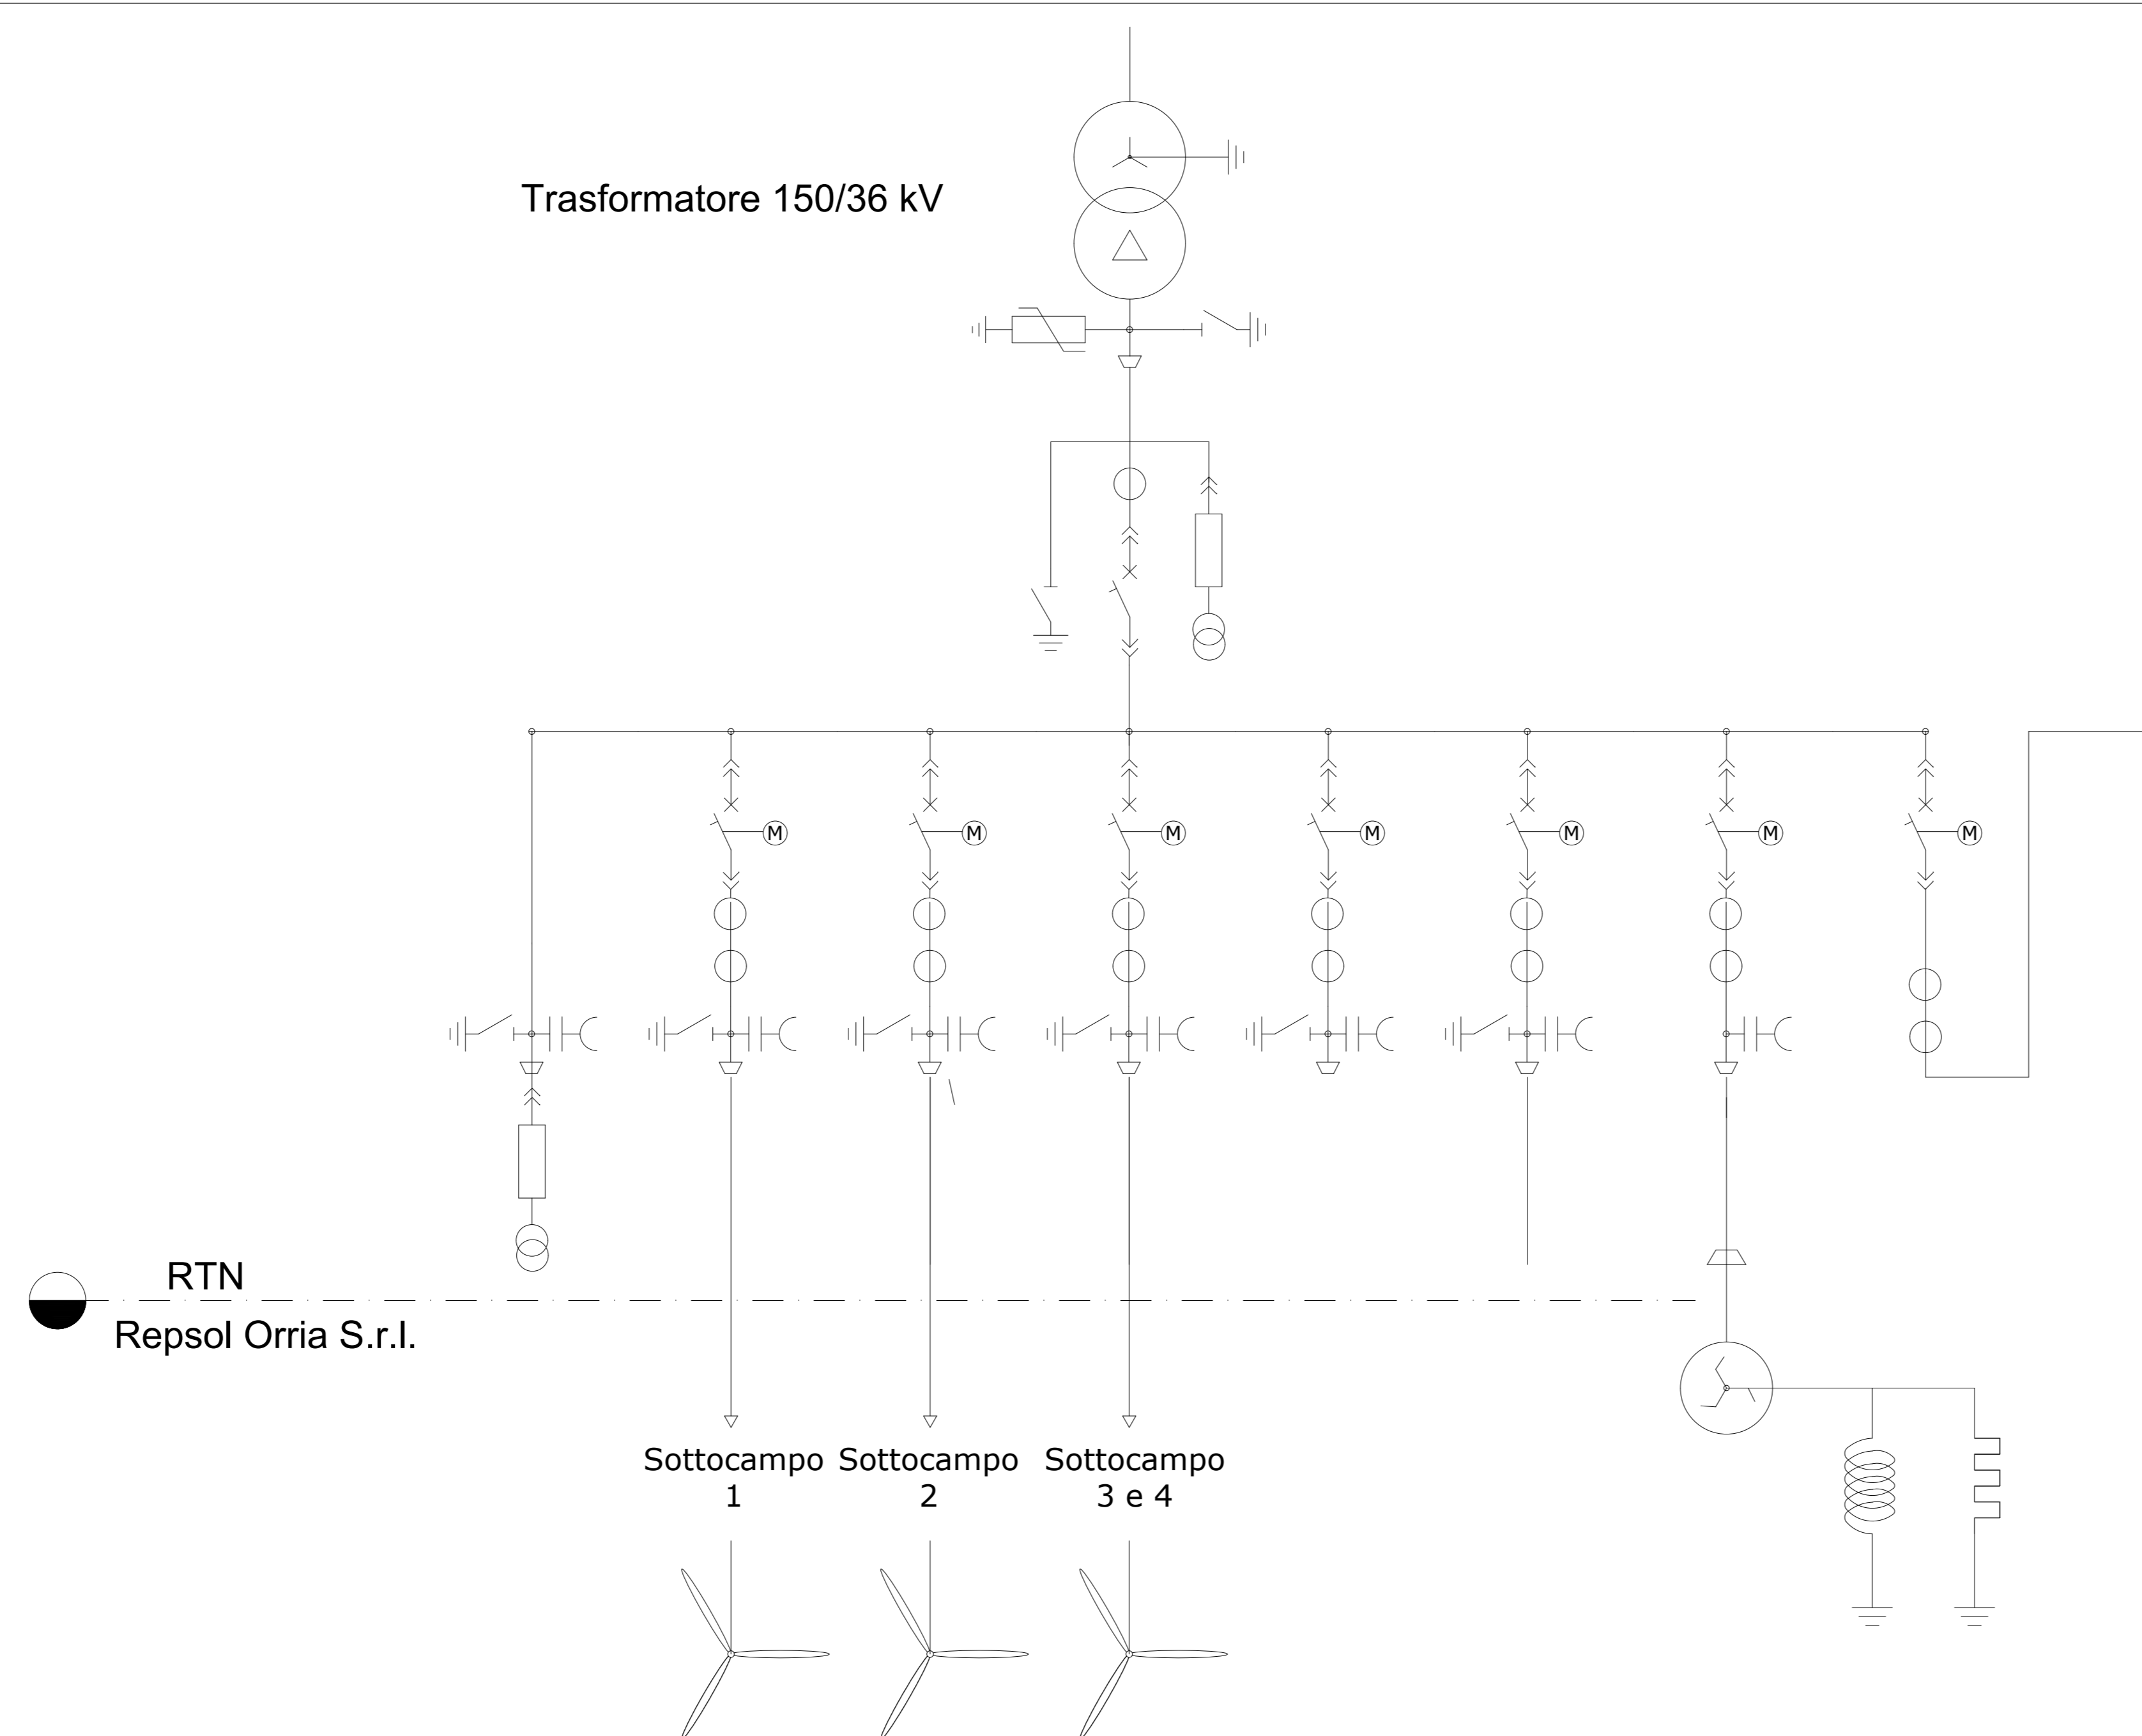 Trasformatore 150/36 kV
M M M M M M M
RTN
Repsol Orria S.r.l.
Sottocampo
1
Sottocampo
2
Sottocampo
3 e 4